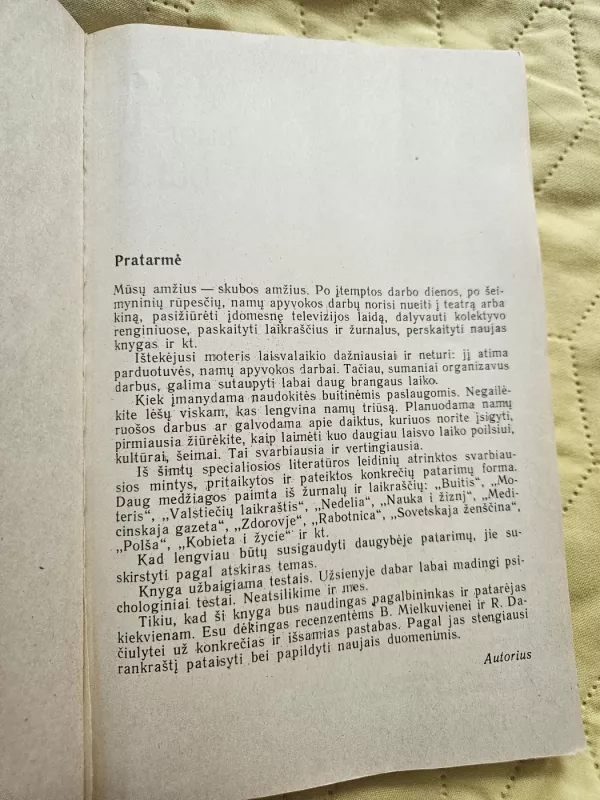 Pratarmė
Mūsų amžius — skubos amžius. Po įtemptos darbo dienos, po šei-
myninių rūpesčių, namų apyvokos darbų norisi nueiti į teatrą arba
kiną, pasižiūrėti įdomesnę televizijos laidą, dalyvauti kolektyvo
renginiuose, paskaityti laikraščius ir žurnalus, perskaityti naujas
knygas ir kt.
Ištekėjusi moteris laisvalaikio dažniausiai ir neturi: jį atima
parduotuvės, namų apyvokos darbai. Tačiau, sumaniai organizavus
darbus, galima sutaupyti labai daug brangaus laiko.
Kiek įmanydama naudokitės buitinėmis paslaugomis. Negailė-
kite lėšų viskam, kas lengvina namų triūsą. Planuodama namų
ruošos darbus ar galvodama apie daiktus, kuriuos norite įsigyti,
pirmiausia žiūrėkite, kaip laimėti kuo daugiau laisvo laiko poilsiui,
kultūrai, šeimai. Tai svarbiausia ir vertingiausia.
Iš šimtų specialiosios literatūros leidinių atrinktos svarbiau-
sios mintys, pritaikytos ir pateiktos konkrečių patarimų forma.
Daug medžiagos paimta iš žurnalų ir laikraščių: „Buitis“, „Mo-
teris“, „Valstiečių laikraštis“, „Nedelia“, „Nauka i žiznj“, „Medi-
cinskaja gazeta“, „Zdorovje“, „Rabotnica“, „Sovetskaja ženščina“,
„Polša“, „Kobieta i życie“ ir kt.
Kad lengviau būtų susigaudyti daugybėje patarimų, jie su-
skirstyti pagal atskiras temas.
Knyga užbaigiama testais. Užsienyje dabar labai madingi psi-
chologiniai testai. Neatsilikime ir mes.
Tikiu, kad ši knyga bus naudingas pagalbininkas ir patarėjas
kiekvienam. Esu dėkingas recenzentėms B. Mielkuvienei ir R. Da-
čiulytei už konkrečias ir išsamias pastabas. Pagal jas stengiausi
rankraštį pataisyti bei papildyti naujais duomenimis.
Autorius